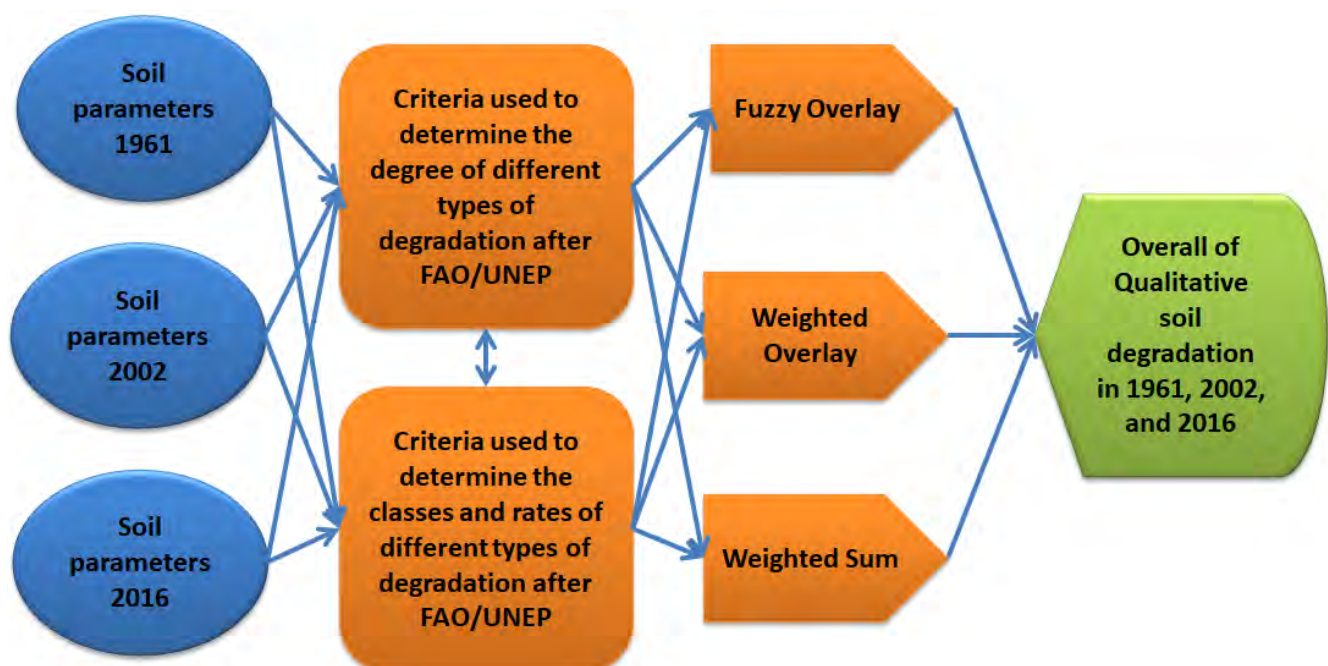 Soil
parameters
1961
Soil
parameters
2002
Soil
parameters
2016
Criteria used to
determine the
degree of different
types of
degradation after
FAO/UNEP
Criteria used to
determine the
classes and rates of
different types of
degradation after
FAO/UNEP
Fuzzy Overlay
Weighted
Overlay
Weighted Sum
Overall of
Qualitative
soil
degradation
in 1961, 2002,
and 2016